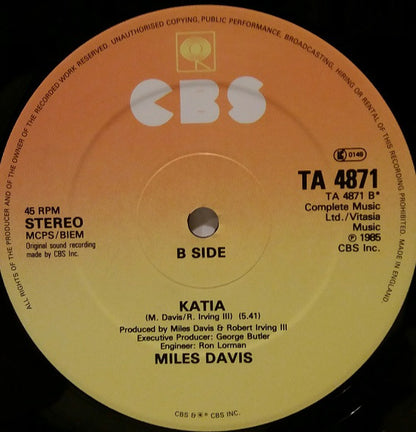 ALL RIGHTS OF THE PRODUCER AND OF THE OWNER OF THE RECORDED WORK RESERVED. UNAUTHORISED COPYING, PUBLIC PERFORMANCE, BROADCASTING, HIRING OR RENTAL OF THIS RECORDING PROHIBITED. MADE IN ENGLAND.
CBS
45 RPM
STEREO
MCPS/BIEM
Original sound recording
made by CBS Inc.
K 0149
TA 4871
TA 4871 B*
Complete Music
Ltd./Vitasia
Music
℗ 1985
CBS Inc.
B SIDE
KATIA
(M. Davis/R. Irving III) (5.41)
Produced by Miles Davis & Robert Irving III
Executive Producer: George Butler
Engineer: Ron Lorman
MILES DAVIS
CBS & ® CBS INC.